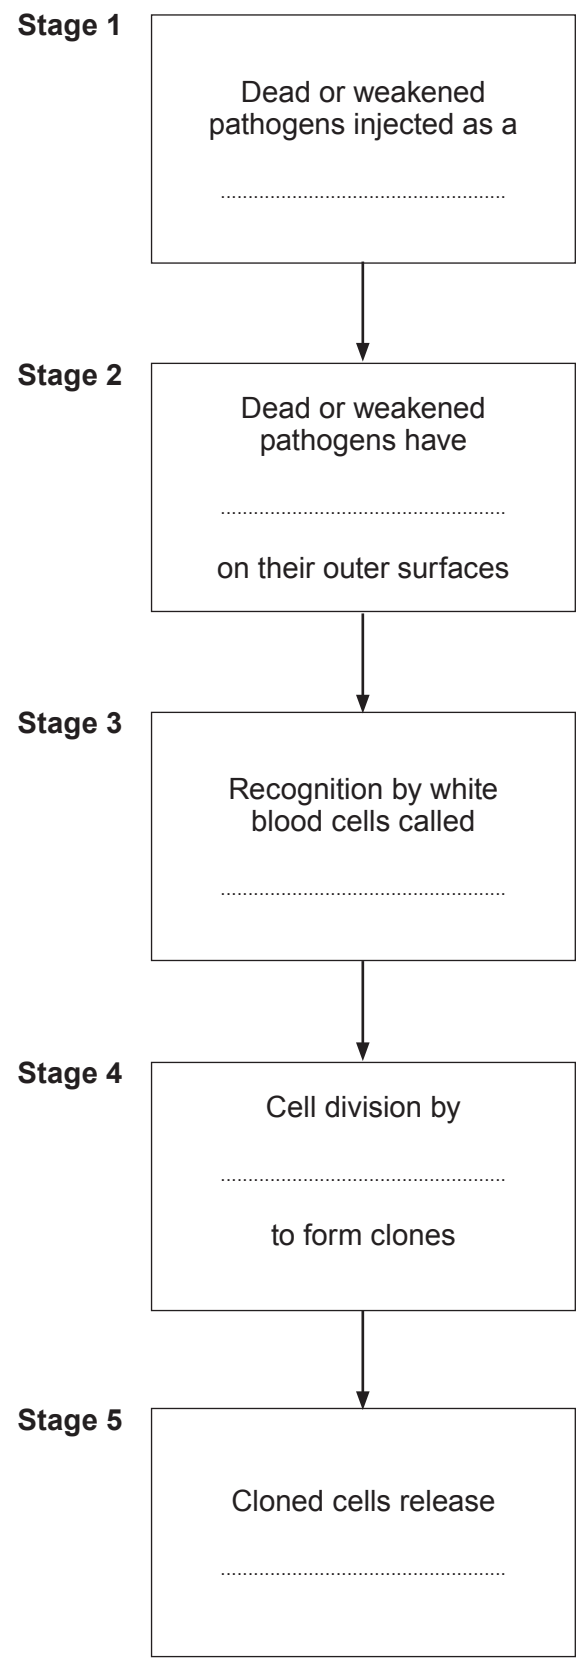 Stage 1
Dead or weakened
pathogens injected as a
....................................................
Stage 2
Dead or weakened
pathogens have
....................................................
on their outer surfaces
Stage 3
Recognition by white
blood cells called
....................................................
Stage 4
Cell division by
....................................................
to form clones
Stage 5
Cloned cells release
....................................................